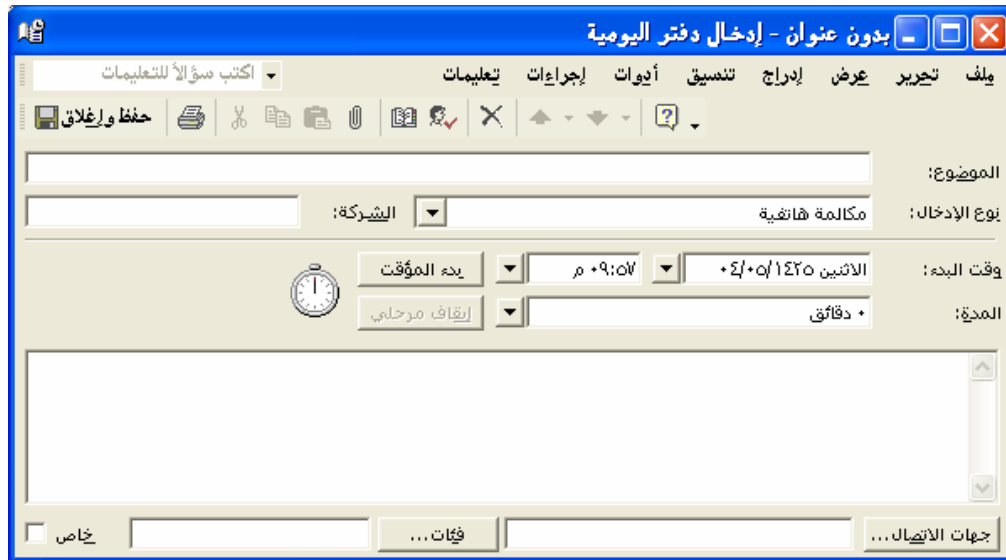 بدون عنوان - إدخال دفتر اليومية
ملف تحرير عرض إدراج تنسيق أدوات إجراءات تعليمات اكتب سؤالاً للتعليمات
حفظ وإغلاق
الموضوع:
نوع الإدخال: مكالمة هاتفية الشركة:
وقت البدء: الاثنين ٠٤/٠٥/١٤٢٥ ٠٩:٥٧ م بدء المؤقت
المدة: ٠ دقائق إيقاف مرحلي
جهات الاتصال... فئات... خاص